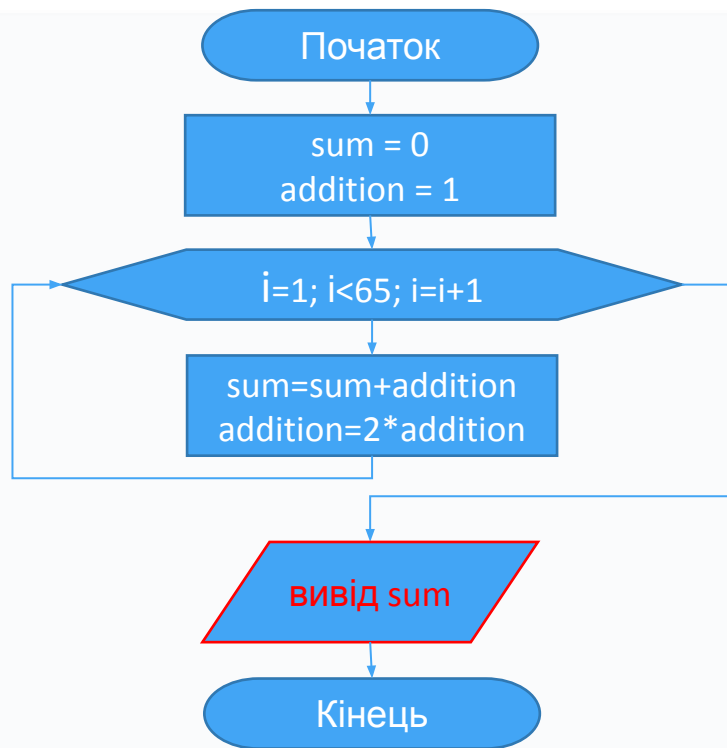 Початок
sum = 0
addition = 1
i=1; i<65; i=i+1
sum=sum+addition
addition=2*addition
вивід sum
Кінець